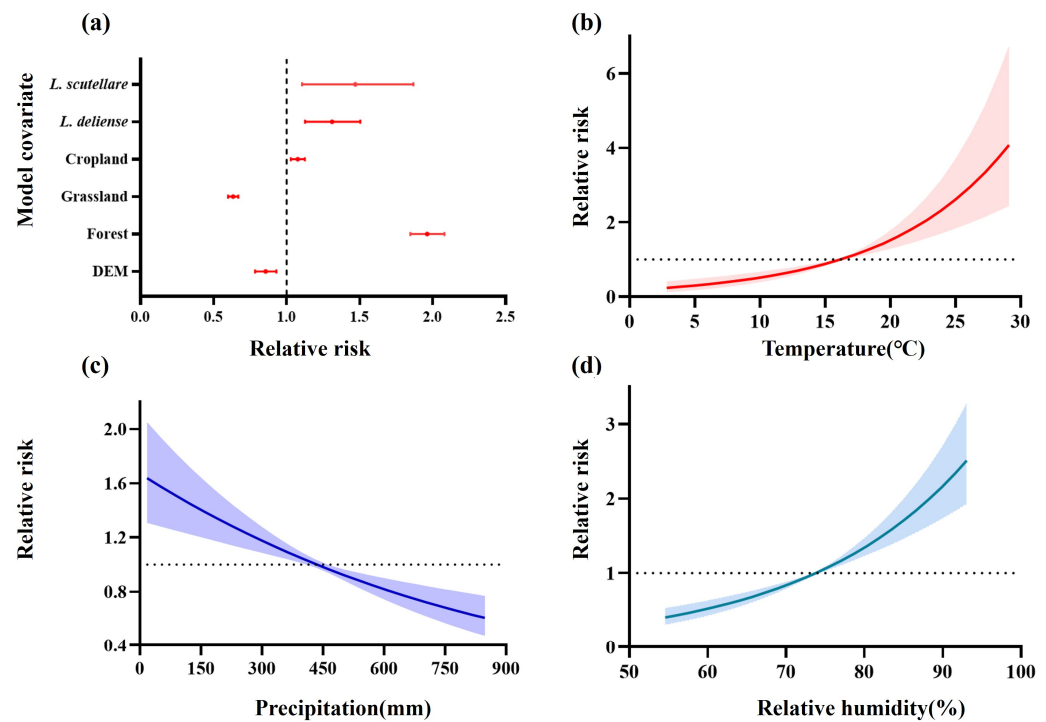 (a)
Model covariate
L. scutellare
L. deliense
Cropland
Grassland
Forest
DEM
0.0 0.5 1.0 1.5 2.0 2.5
Relative risk
(b)
Relative risk
6
4
2
1
0
0 5 10 15 20 25 30
Temperature(°C)
(c)
Relative risk
2.0
1.6
1.2
0.8
0.4
0 150 300 450 600 750 900
Precipitation(mm)
(d)
Relative risk
3
2
1
0
50 60 70 80 90 100
Relative humidity(%)